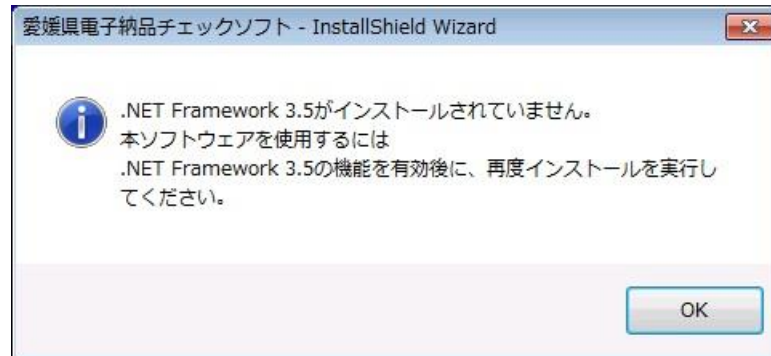 愛媛県電子納品チェックソフト - InstallShield Wizard
.NET Framework 3.5がインストールされていません。
本ソフトウェアを使用するには
.NET Framework 3.5の機能を有効後に、再度インストールを実行し
てください。
OK